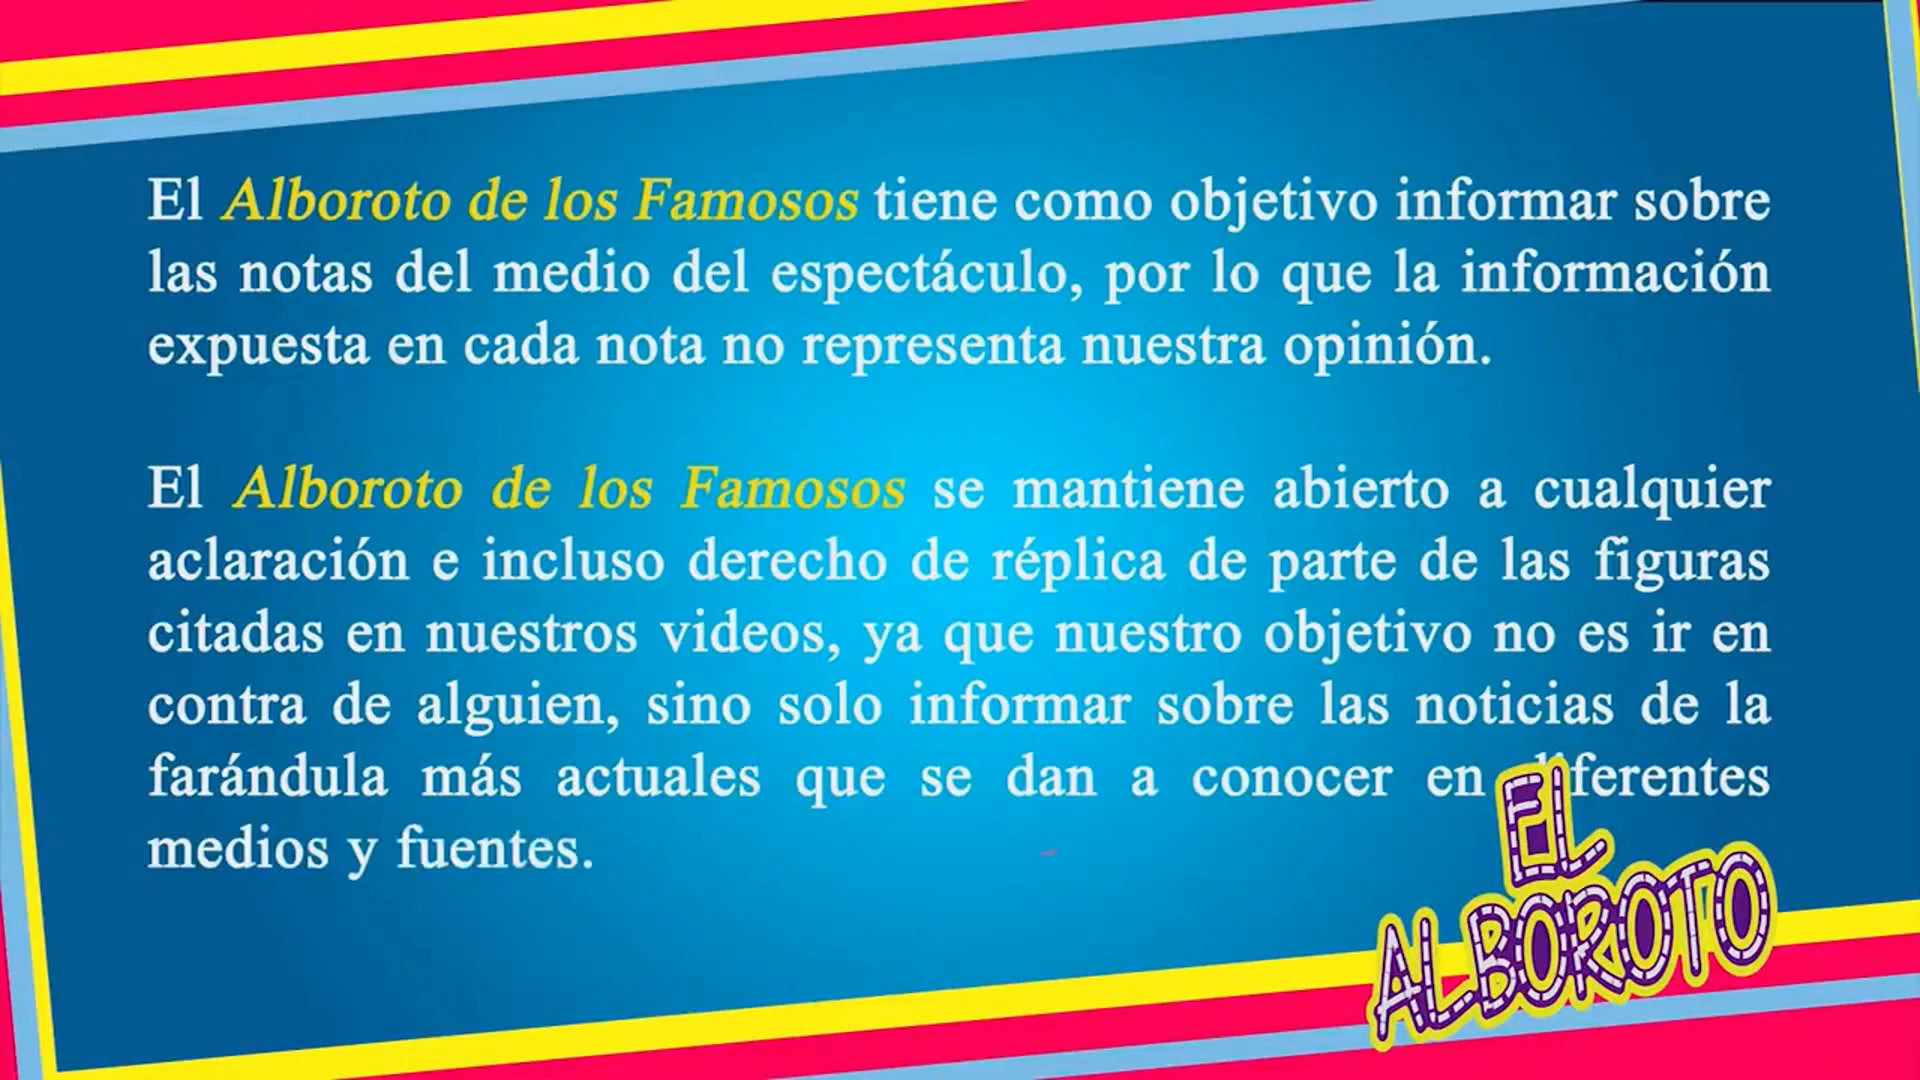 El Alboroto de los Famosos tiene como objetivo informar sobre
las notas del medio del espectáculo, por lo que la información
expuesta en cada nota no representa nuestra opinión.
El Alboroto de los Famosos se mantiene abierto a cualquier
aclaración e incluso derecho de réplica de parte de las figuras
citadas en nuestros videos, ya que nuestro objetivo no es ir en
contra de alguien, sino solo informar sobre las noticias de la
farándula más actuales que se dan a conocer en diferentes
medios y fuentes.
EL
ALBOROTO